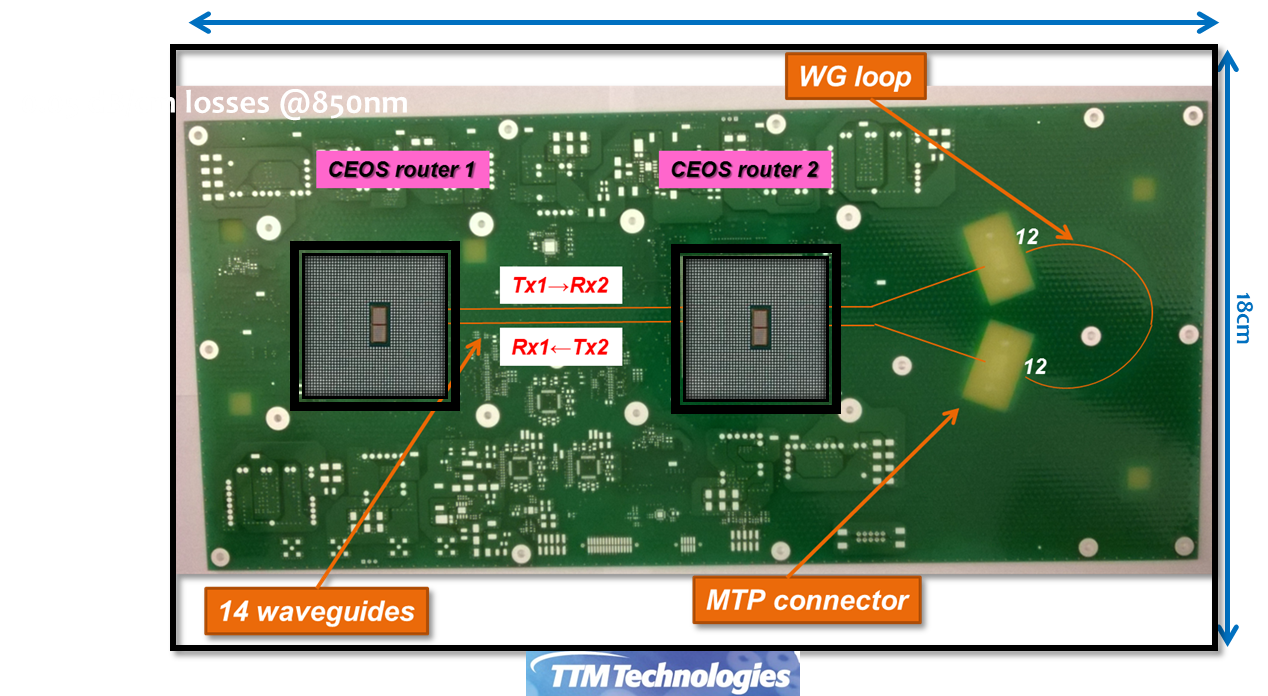 WG loop
n losses @850nm
CEOS router 1
CEOS router 2
12
Tx1→Rx2
18cm
Rx1←Tx2
12
14 waveguides
MTP connector
TTM Technologies